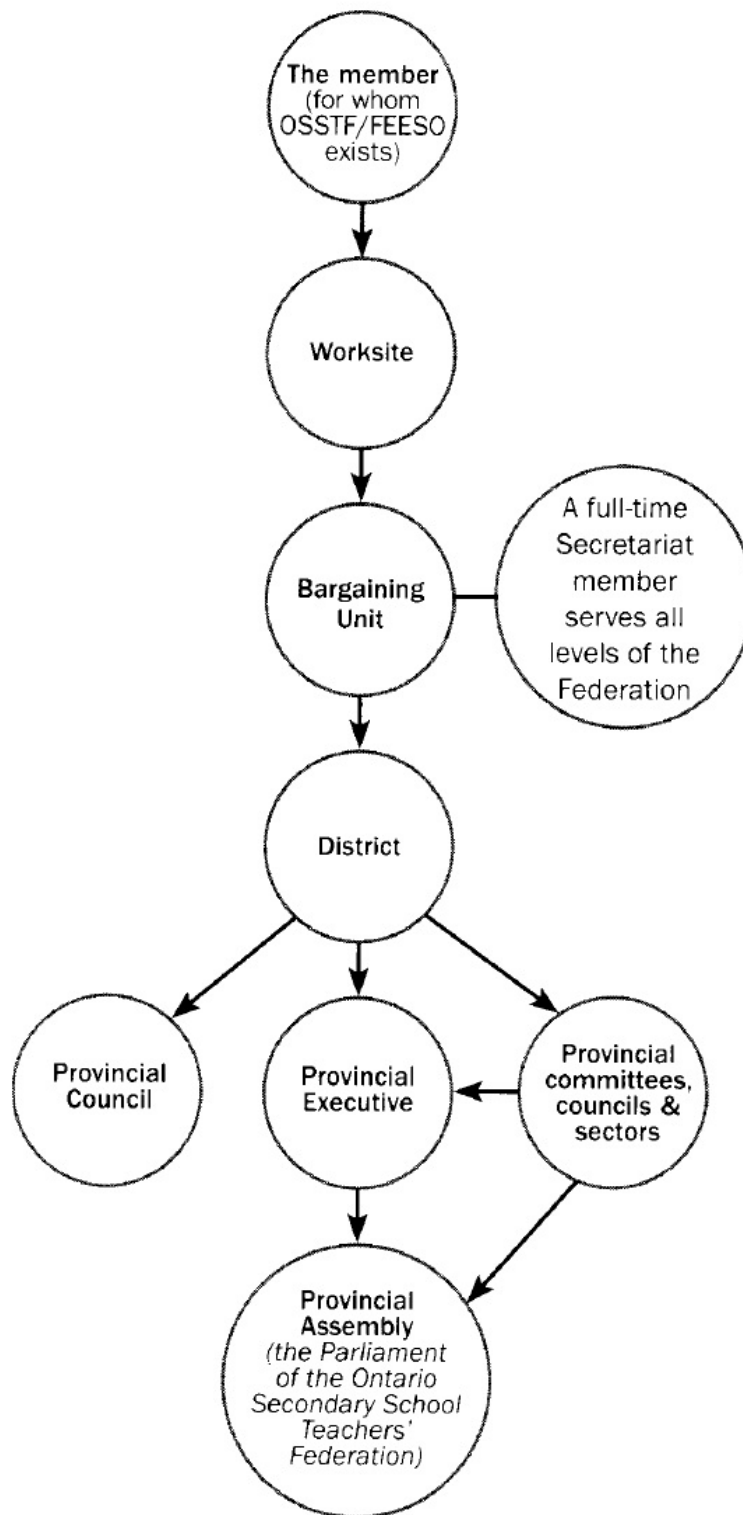 The member
(for whom
OSSTF/FEESO
exists)
Worksite
Bargaining
Unit
A full-time
Secretariat
member
serves all
levels of the
Federation
District
Provincial
Council
Provincial
Executive
Provincial
committees,
councils &
sectors
Provincial
Assembly
(the Parliament
of the Ontario
Secondary School
Teachers'
Federation)